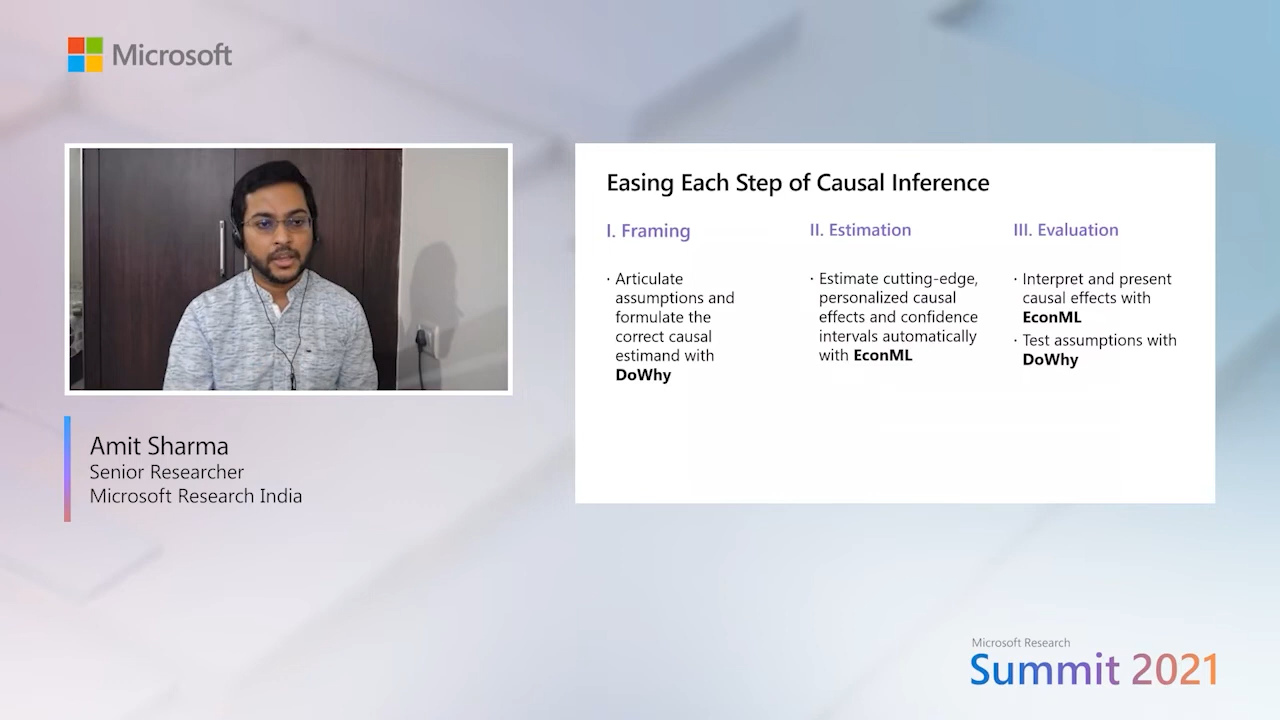 Microsoft
Easing Each Step of Causal Inference
I. Framing
· Articulate
assumptions and
formulate the
correct causal
estimand with
DoWhy
II. Estimation
· Estimate cutting-edge,
personalized causal
effects and confidence
intervals automatically
with EconML
III. Evaluation
· Interpret and present
causal effects with
EconML
· Test assumptions with
DoWhy
Amit Sharma
Senior Researcher
Microsoft Research India
Microsoft Research
Summit 2021